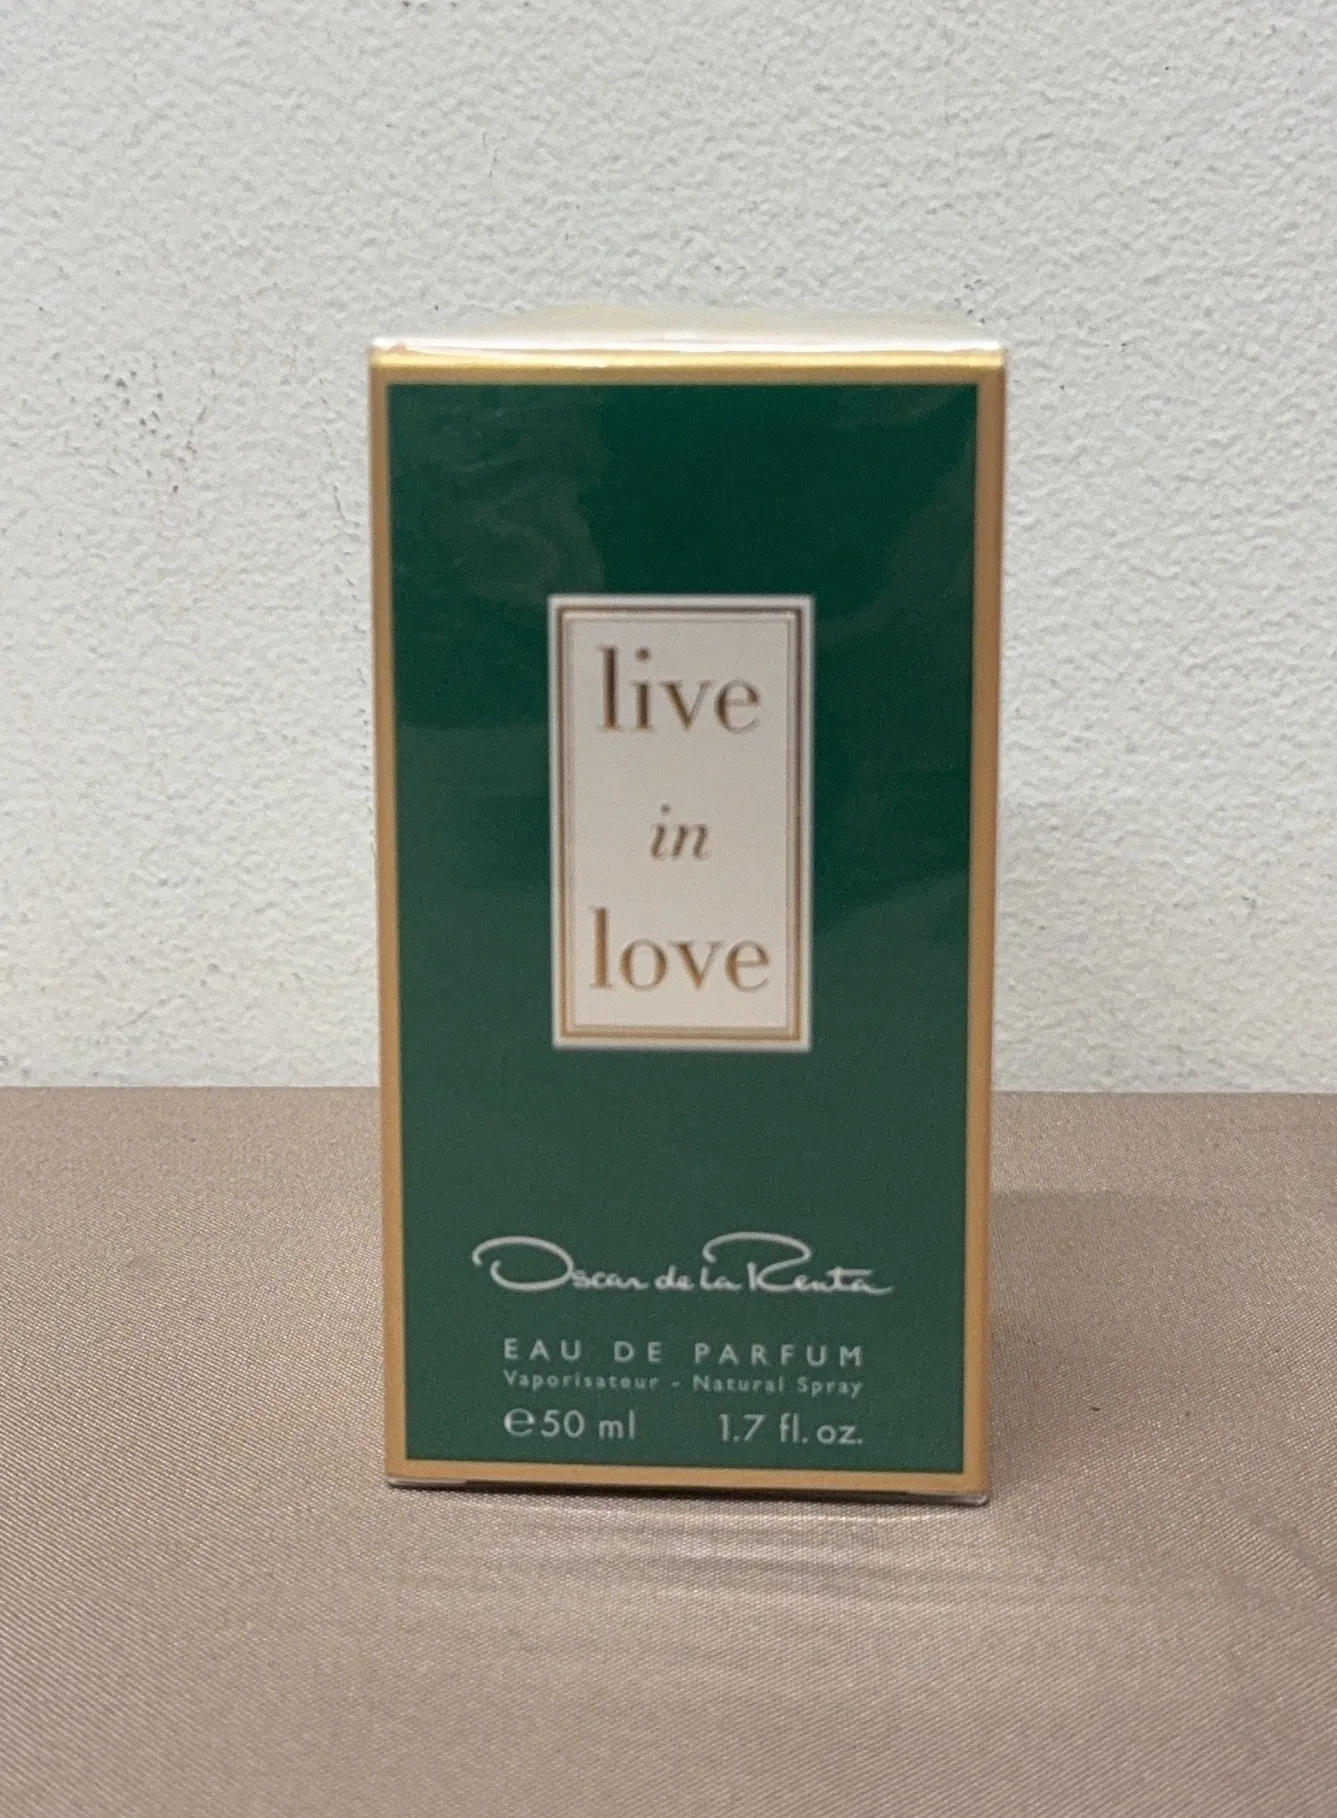 live
in
love
Oscar de la Renta
EAU DE PARFUM
Vaporisateur - Natural Spray
℮50 ml 1.7 fl. oz.